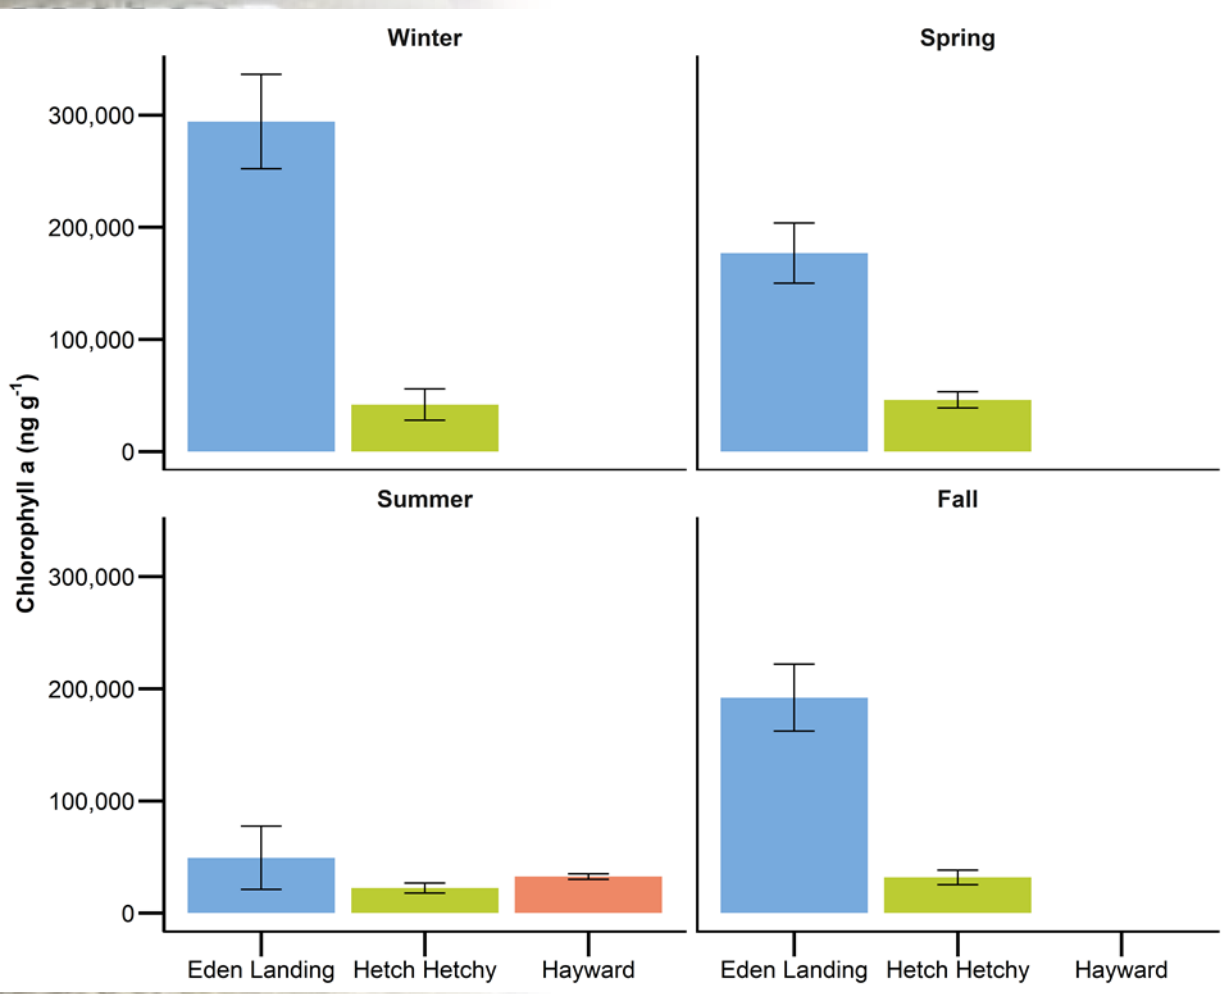 Winter
Spring
300,000
200,000
100,000
0
Chlorophyll a (ng g⁻¹)
Summer
Fall
300,000
200,000
100,000
0
Eden Landing Hetch Hetchy Hayward
Eden Landing Hetch Hetchy Hayward